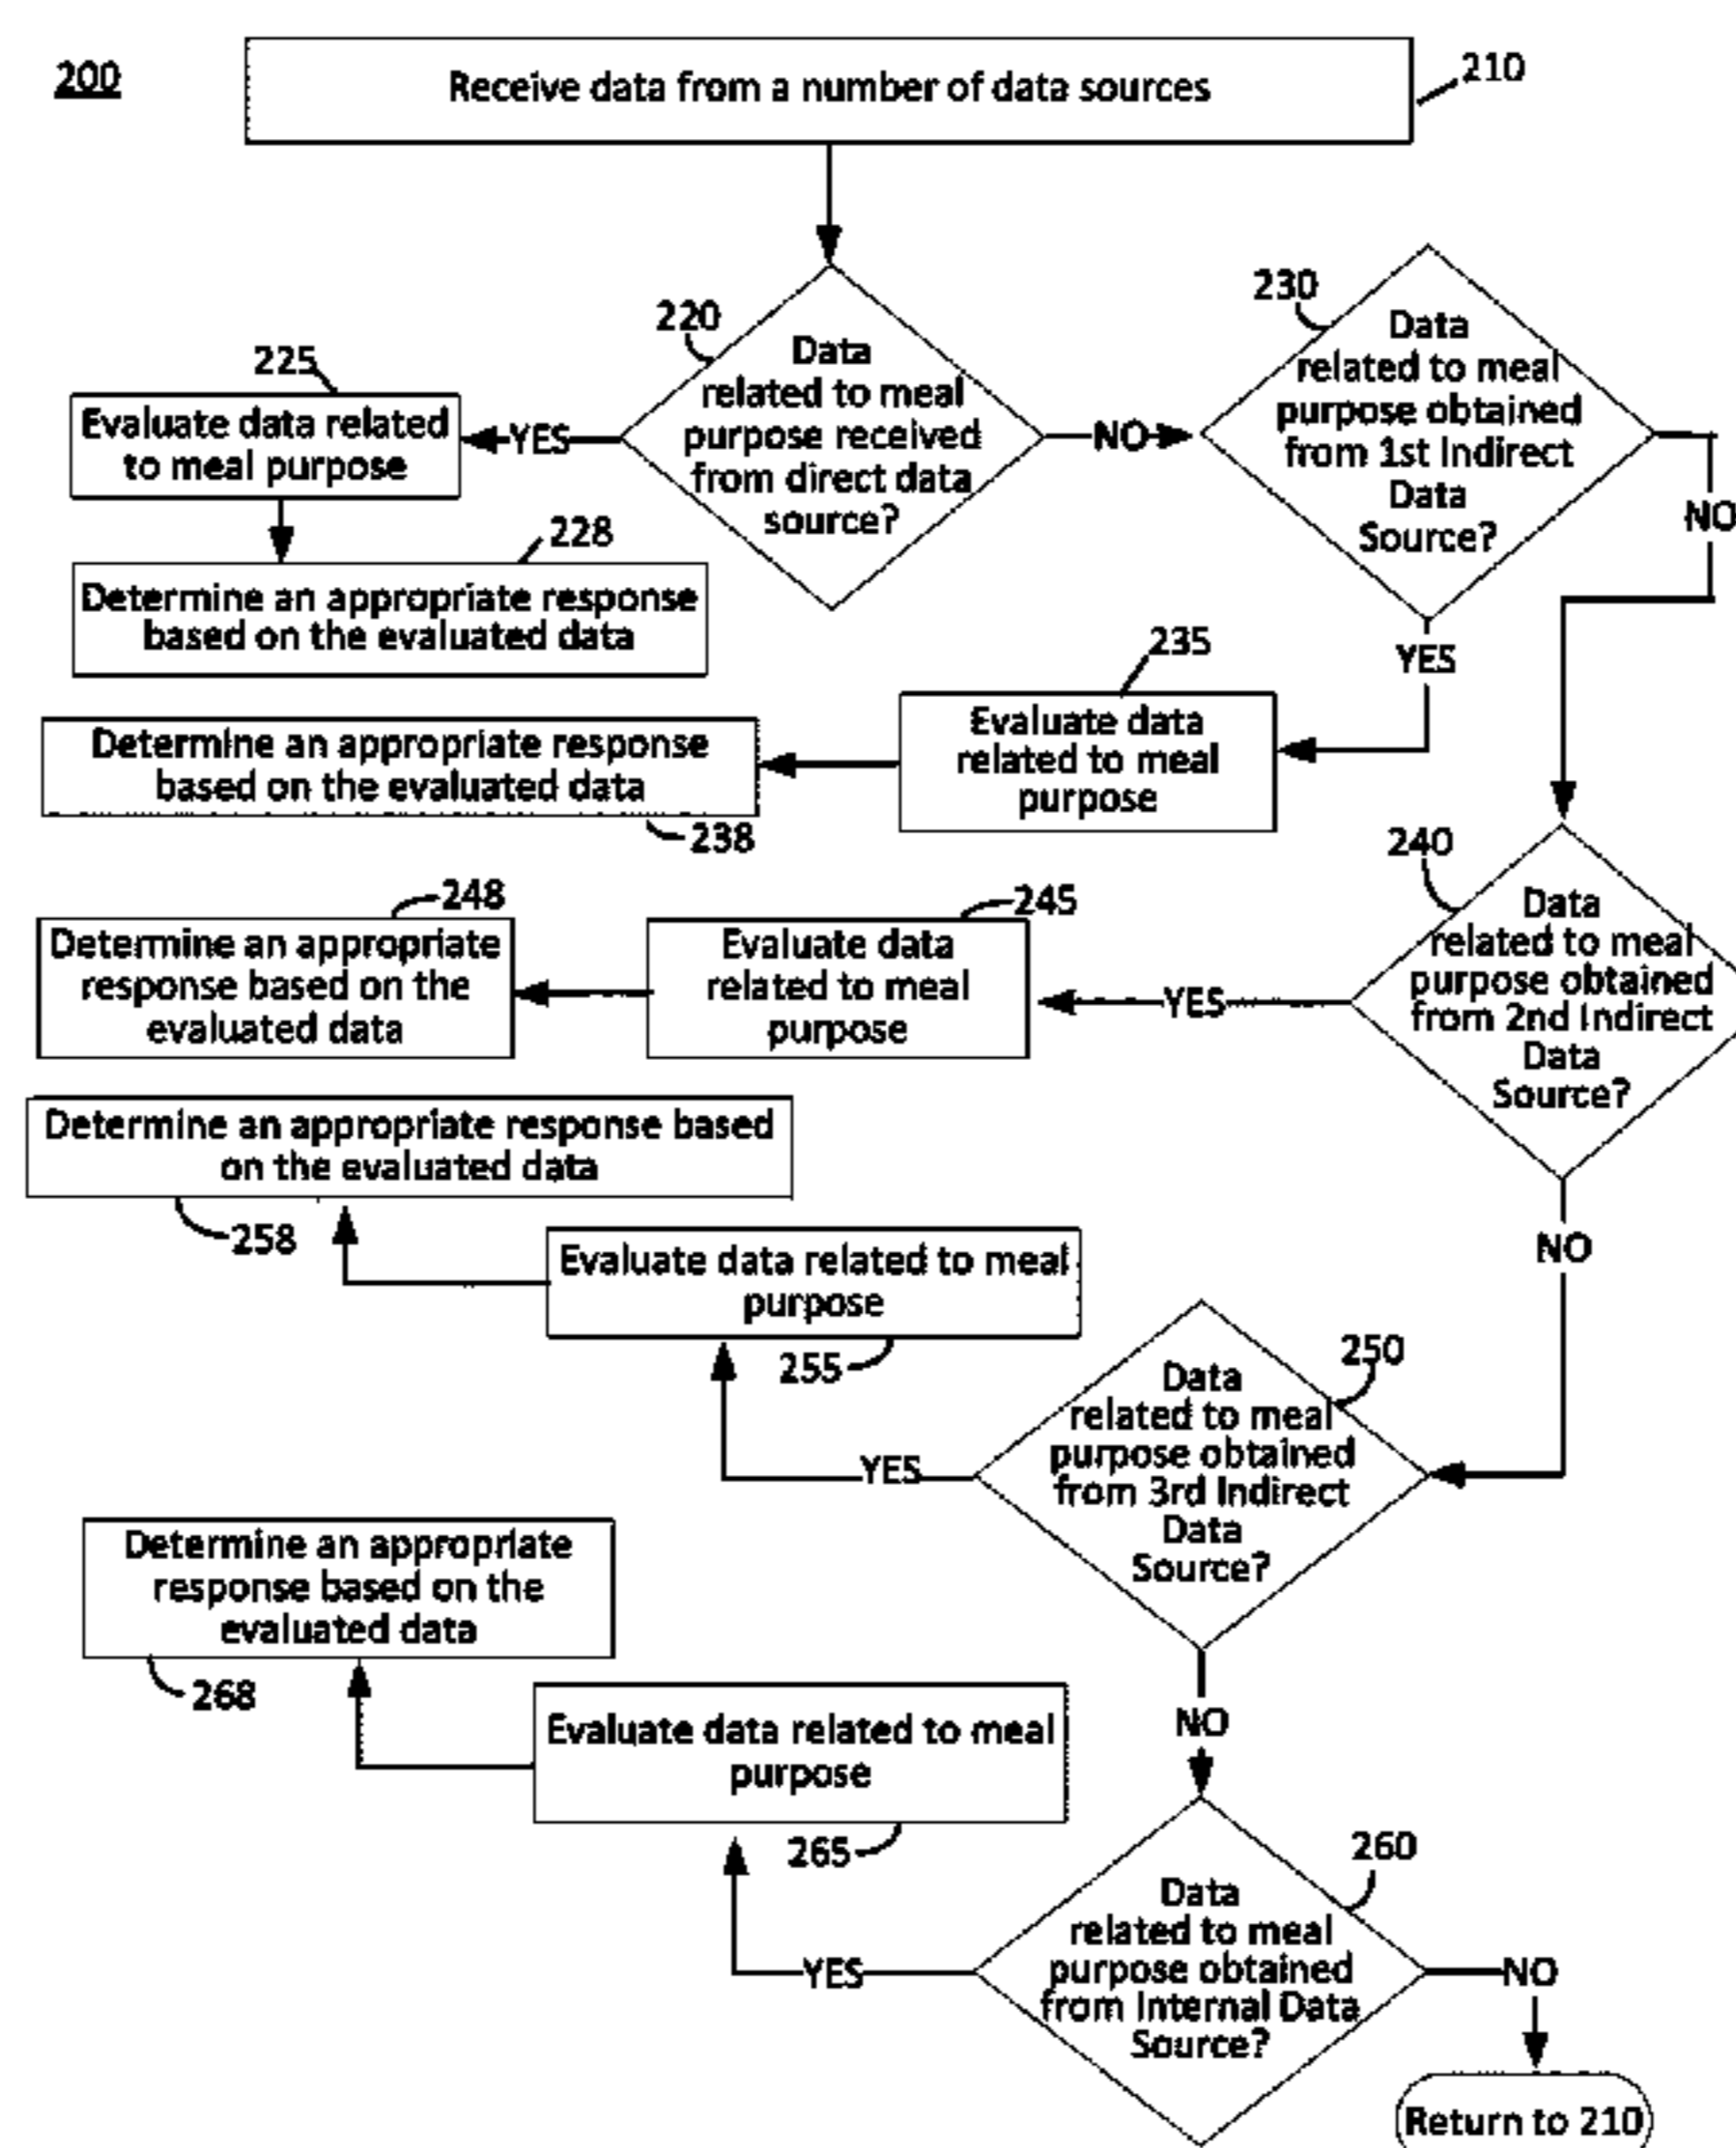 200
Receive data from a number of data sources
210
220
Data
related to meal
purpose received
from direct data
source?
YES
NO
225
Evaluate data related
to meal purpose
228
Determine an appropriate response
based on the evaluated data
230
Data
related to meal
purpose obtained
from 1st Indirect
Data
Source?
NO
YES
235
Evaluate data
related to meal
purpose
Determine an appropriate response
based on the evaluated data
238
240
Data
related to meal
purpose obtained
from 2nd Indirect
Data
Source?
YES
NO
245
Evaluate data
related to meal
purpose
248
Determine an appropriate
response based on the
evaluated data
Determine an appropriate response based
on the evaluated data
258
Evaluate data related to meal
purpose
255
250
Data
related to meal
purpose obtained
from 3rd Indirect
Data
Source?
YES
NO
Determine an appropriate
response based on the
evaluated data
268
Evaluate data related to meal
purpose
265
260
Data
related to meal
purpose obtained
from Internal Data
Source?
YES
NO
Return to 210